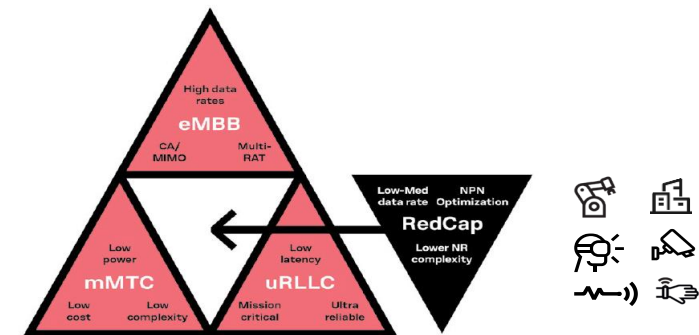 High data
rates
eMBB
CA/
MIMO
Multi-
RAT
Low
power
mMTC
Low
cost
Low
complexity
Low
latency
uRLLC
Mission
critical
Ultra
reliable
Low-Med
data rate
NPN
Optimization
RedCap
Lower NR
complexity